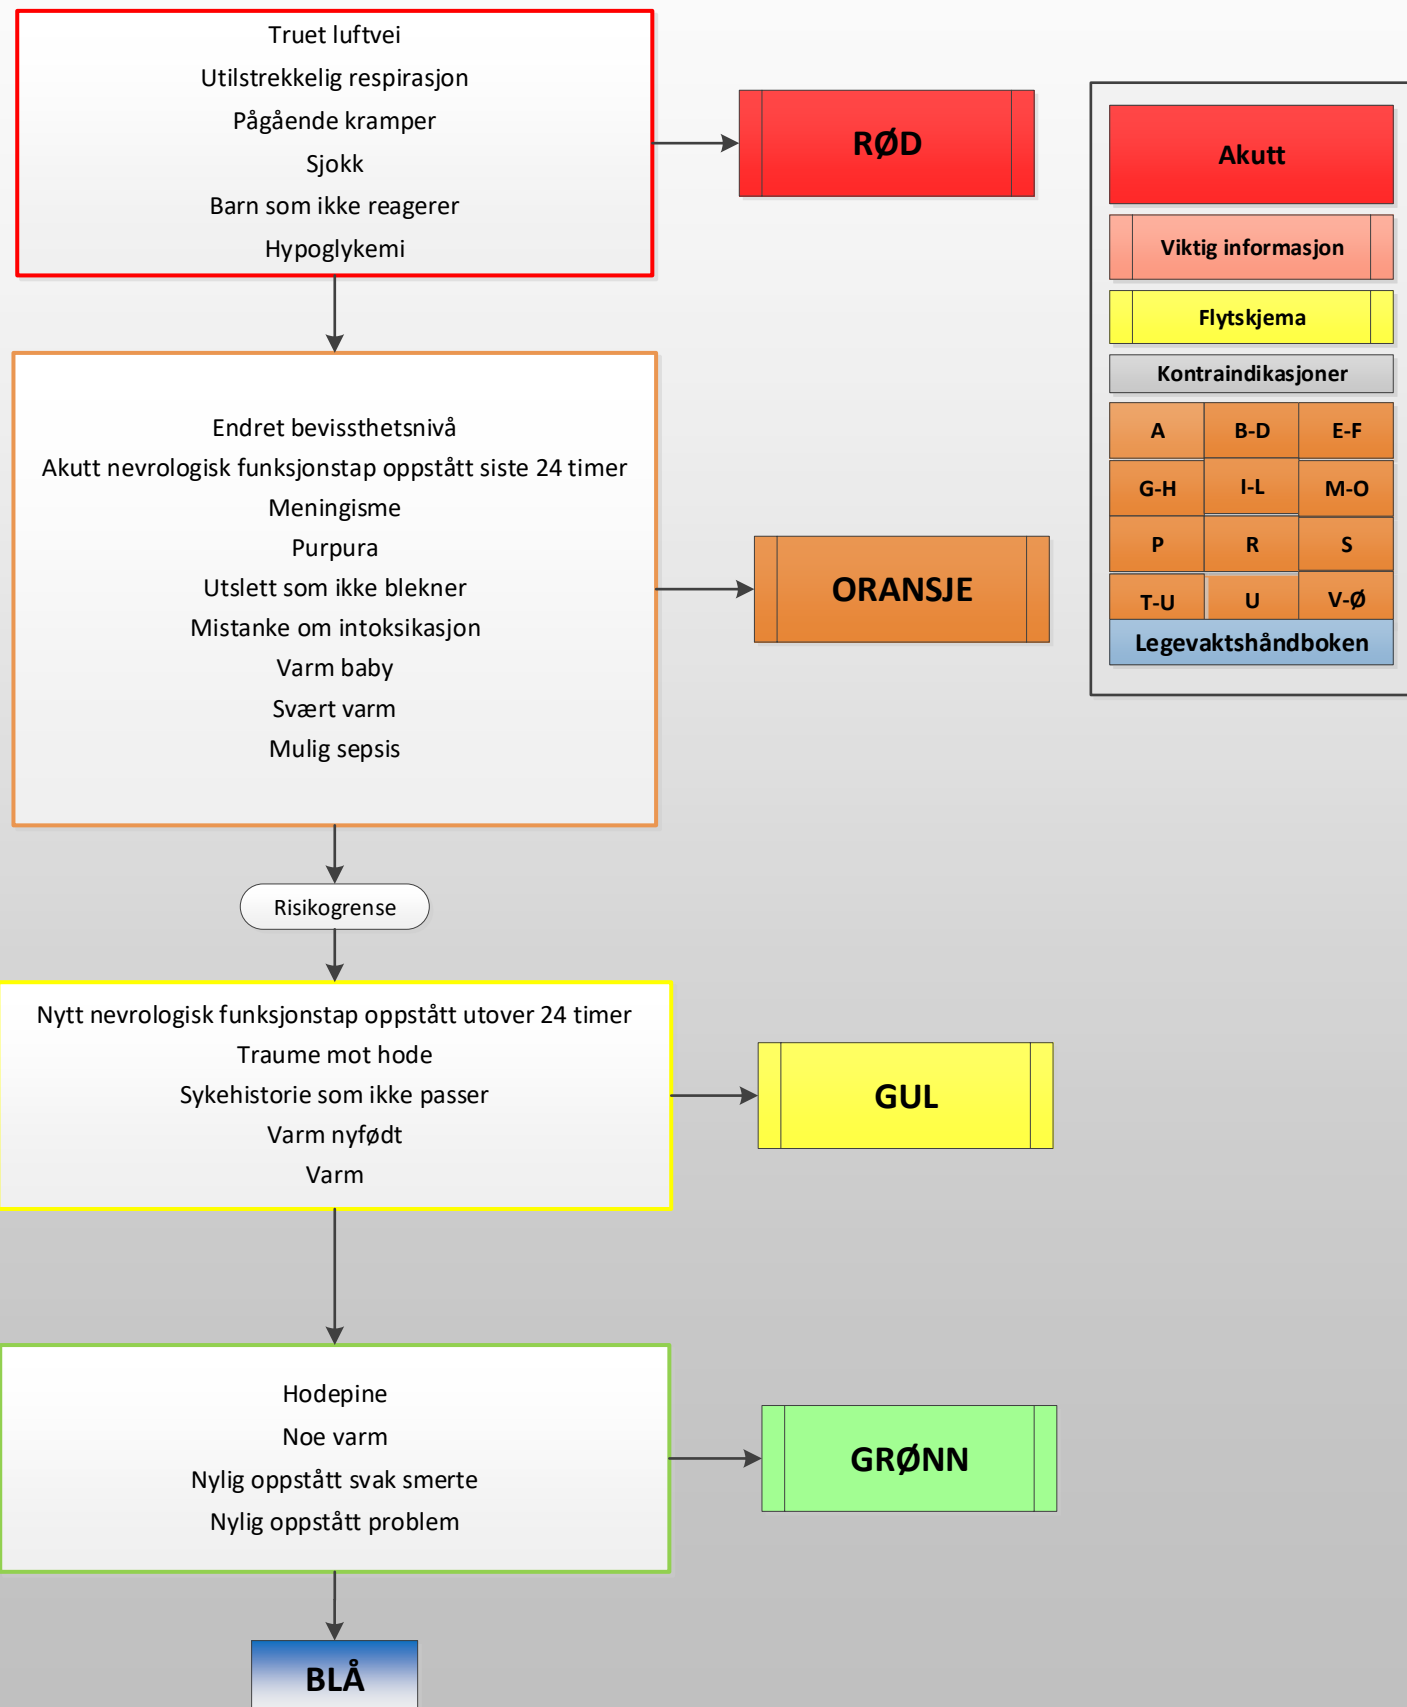 Truet luftvei
Utilstrekkelig respirasjon
Pågående kramper
Sjokk
Barn som ikke reagerer
Hypoglykemi
RØD
Endret bevissthetsnivå
Akutt nevrologisk funksjonstap oppstått siste 24 timer
Meningisme
Purpura
Utslett som ikke blekner
Mistanke om intoksikasjon
Varm baby
Svært varm
Mulig sepsis
ORANSJE
Risikogrense
Nytt nevrologisk funksjonstap oppstått utover 24 timer
Traume mot hode
Sykehistorie som ikke passer
Varm nyfødt
Varm
GUL
Hodepine
Noe varm
Nylig oppstått svak smerte
Nylig oppstått problem
GRØNN
BLÅ
Akutt
Viktig informasjon
Flytskjema
Kontraindikasjoner
A B-D E-F
G-H I-L M-O
P R S
T-U U V-Ø
Legevaktshåndboken